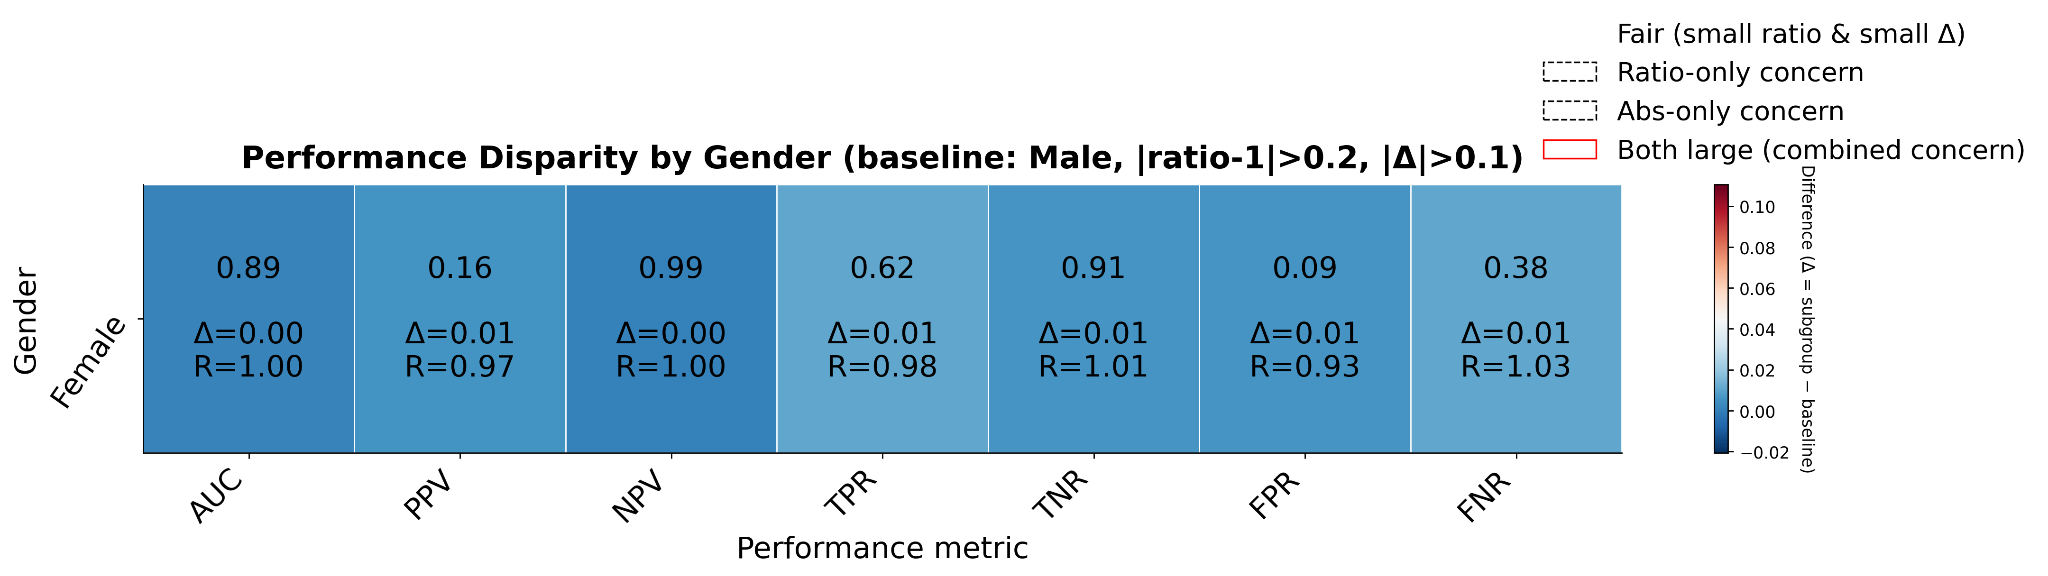 Fair (small ratio & small Δ)
Ratio-only concern
Abs-only concern
Both large (combined concern)
Performance Disparity by Gender (baseline: Male, |ratio-1|>0.2, |Δ|>0.1)
Gender
Female
0.89 0.16 0.99 0.62 0.91 0.09 0.38
Δ=0.00 Δ=0.01 Δ=0.00 Δ=0.01 Δ=0.01 Δ=0.01 Δ=0.01
R=1.00 R=0.97 R=1.00 R=0.98 R=1.01 R=0.93 R=1.03
AUC PPV NPV TPR TNR FPR FNR
Performance metric
0.10
0.08
0.06
0.04
0.02
0.00
−0.02
Difference (Δ = subgroup − baseline)